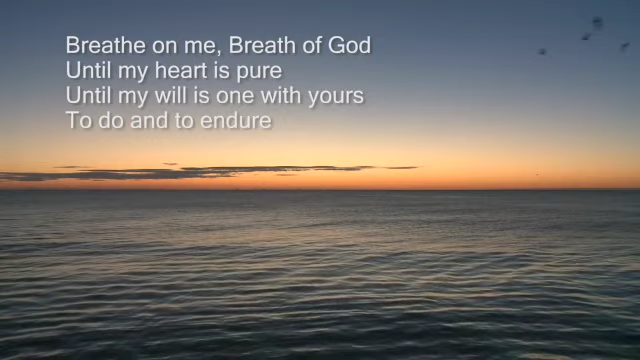 Breathe on me, Breath of God
Until my heart is pure
Until my will is one with yours
To do and to endure